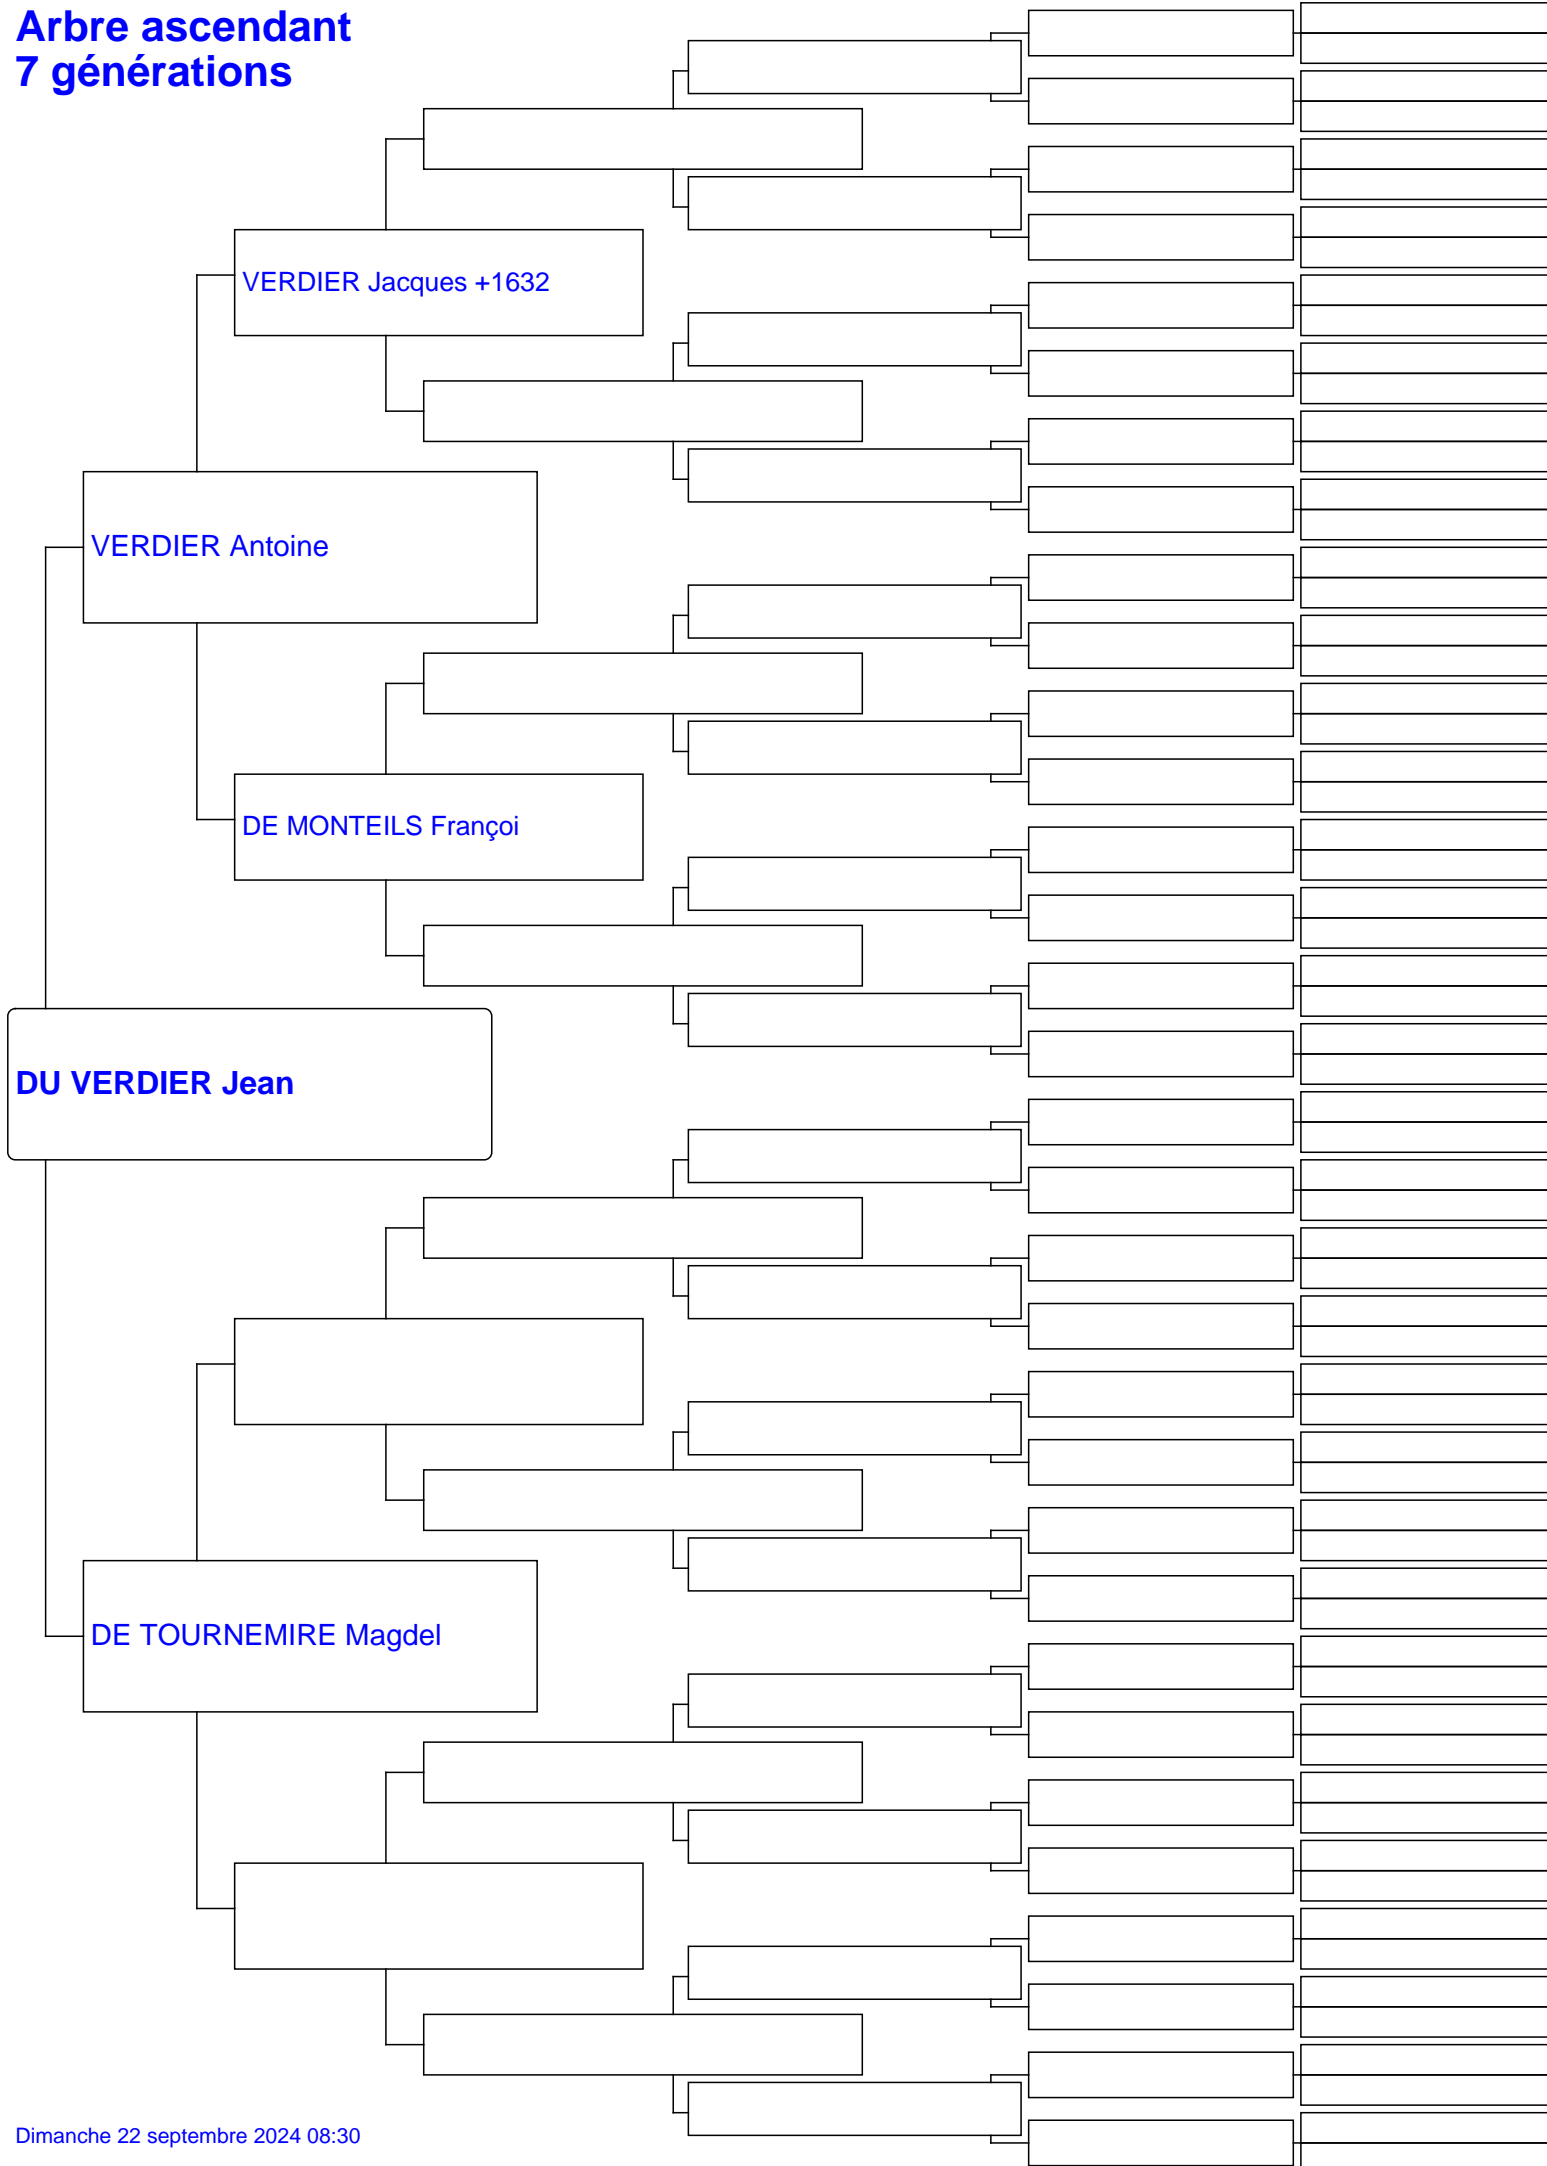 Arbre ascendant
7 générations
VERDIER Jacques +1632
VERDIER Antoine
DE MONTEILS Françoi
DU VERDIER Jean
DE TOURNEMIRE Magdel
Dimanche 22 septembre 2024 08:30